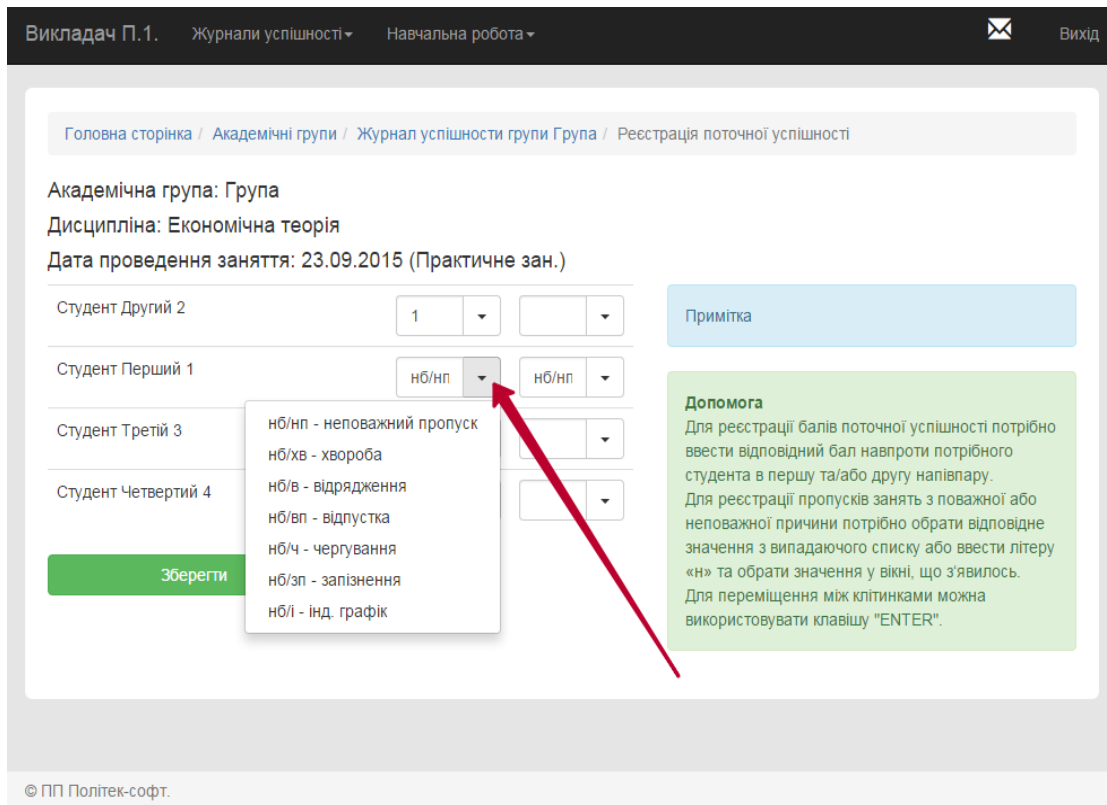 Викладач П.1. Журнали успішності Навчальна робота Вихід
Головна сторінка / Академічні групи / Журнал успішности групи Група / Реєстрація поточної успішності
Академічна група: Група
Дисципліна: Економічна теорія
Дата проведення заняття: 23.09.2015 (Практичне зан.)
Студент Другий 2 1
Студент Перший 1 нб/нп нб/нп
Студент Третій 3
Студент Четвертий 4
нб/нп - неповажний пропуск
нб/хв - хвороба
нб/в - відрядження
нб/вп - відпустка
нб/ч - чергування
нб/зп - запізнення
нб/і - інд. графік
Зберегти
Примітка
Допомога
Для реєстрації балів поточної успішності потрібно
ввести відповідний бал навпроти потрібного
студента в першу та/або другу напівпару.
Для реєстрації пропусків занять з поважної або
неповажної причини потрібно обрати відповідне
значення з випадаючого списку або ввести літеру
«н» та обрати значення у вікні, що з'явилось.
Для переміщення між клітинками можна
використовувати клавішу "ENTER".
© ПП Політек-софт.